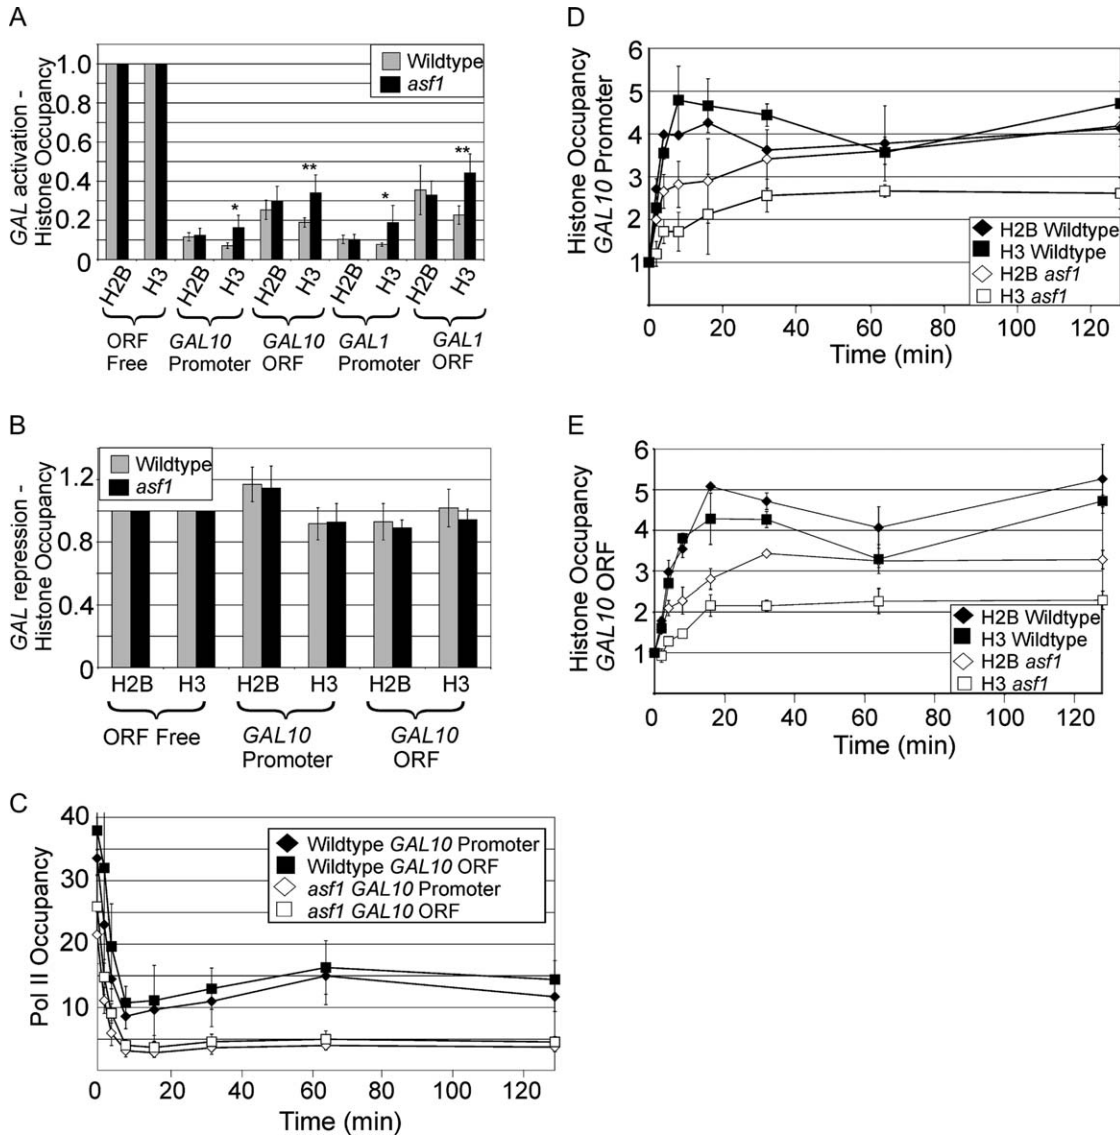 A
GAL activation -
Histone Occupancy
1.0
0.8
0.6
0.4
0.2
0
Wildtype
asf1
* ** * **
H2B H3 H2B H3 H2B H3 H2B H3 H2B H3
ORF GAL10 GAL10 GAL1 GAL1
Free Promoter ORF Promoter ORF
B
GAL repression -
Histone Occupancy
1.2
0.8
0.4
0
Wildtype
asf1
H2B H3 H2B H3 H2B H3
ORF Free GAL10 GAL10
Promoter ORF
C
Pol II Occupancy
40
30
20
10
Wildtype GAL10 Promoter
Wildtype GAL10 ORF
asf1 GAL10 Promoter
asf1 GAL10 ORF
0 20 40 60 80 100 120
Time (min)
D
Histone Occupancy
GAL10 Promoter
6
5
4
3
2
1
H2B Wildtype
H3 Wildtype
H2B asf1
H3 asf1
0 20 40 60 80 100 120
Time (min)
E
Histone Occupancy
GAL10 ORF
6
5
4
3
2
1
H2B Wildtype
H3 Wildtype
H2B asf1
H3 asf1
0 20 40 60 80 100 120
Time (min)